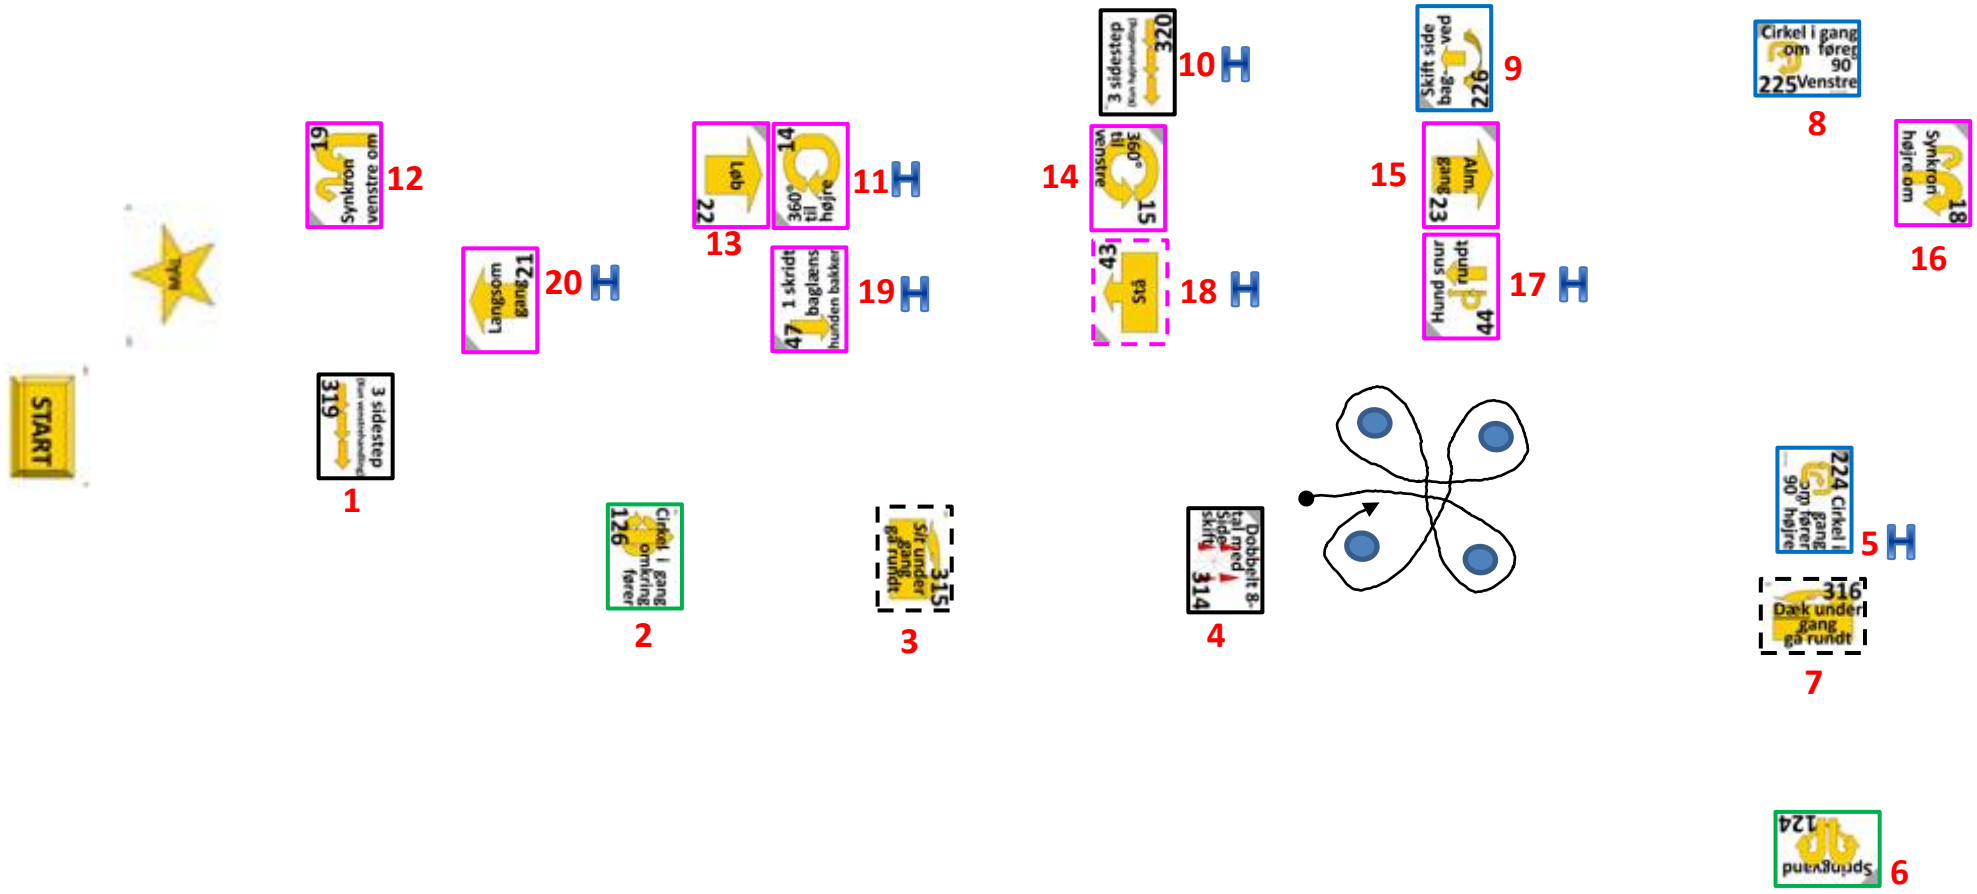 START
MÅL
319
3 sidestep
(Kun venstrehandling)
1
126
Cirkel i gang
omkring
fører
2
315
Sit under
gang
gå rundt
3
Dobbelt 8-
tal med
Side
skift
314
4
224 Cirkel i
gang
om fører
90° højre
5 H
124
Springvand
6
316
Dæk under
gang
gå rundt
7
Cirkel i gang
om fører
90
225 Venstre
8
Skift side
bag- ved
226
9
320
3 sidestep
(Kun højrehandling)
10 H
14
360°
til
højre
11 H
19
Synkron
venstre om
12
Løb
22
13
360°
til
venstre
15
14
Alm.
gang
23
15
Synkron
højre om
18
16
Hund snur
rundt
44
17 H
43
Stå
18 H
1 skridt
baglæns
hunden bakker
47
19 H
21
Langsom
gang
20 H